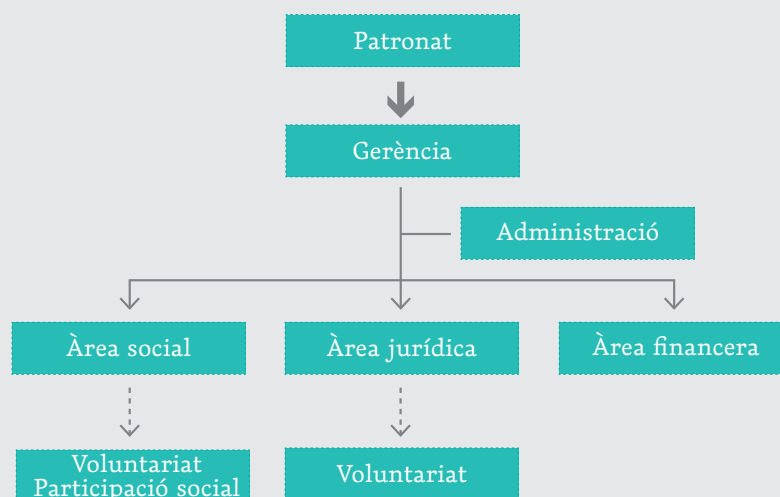 Patronat
Gerència
Administració
Àrea social
Àrea jurídica
Àrea financera
Voluntariat
Participació social
Voluntariat